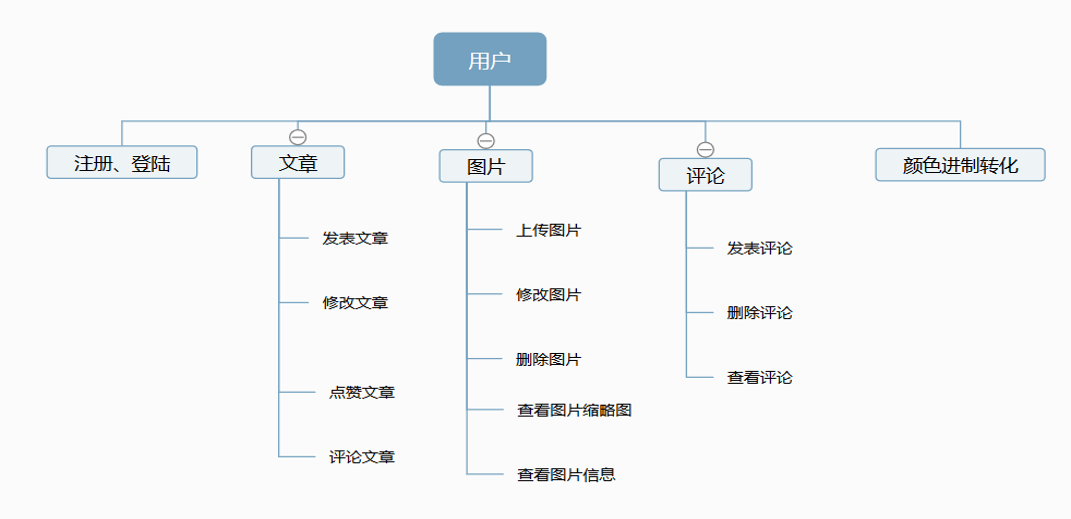 用户
注册、登陆
文章
图片
评论
颜色进制转化
发表文章
修改文章
点赞文章
评论文章
上传图片
修改图片
删除图片
查看图片缩略图
查看图片信息
发表评论
删除评论
查看评论